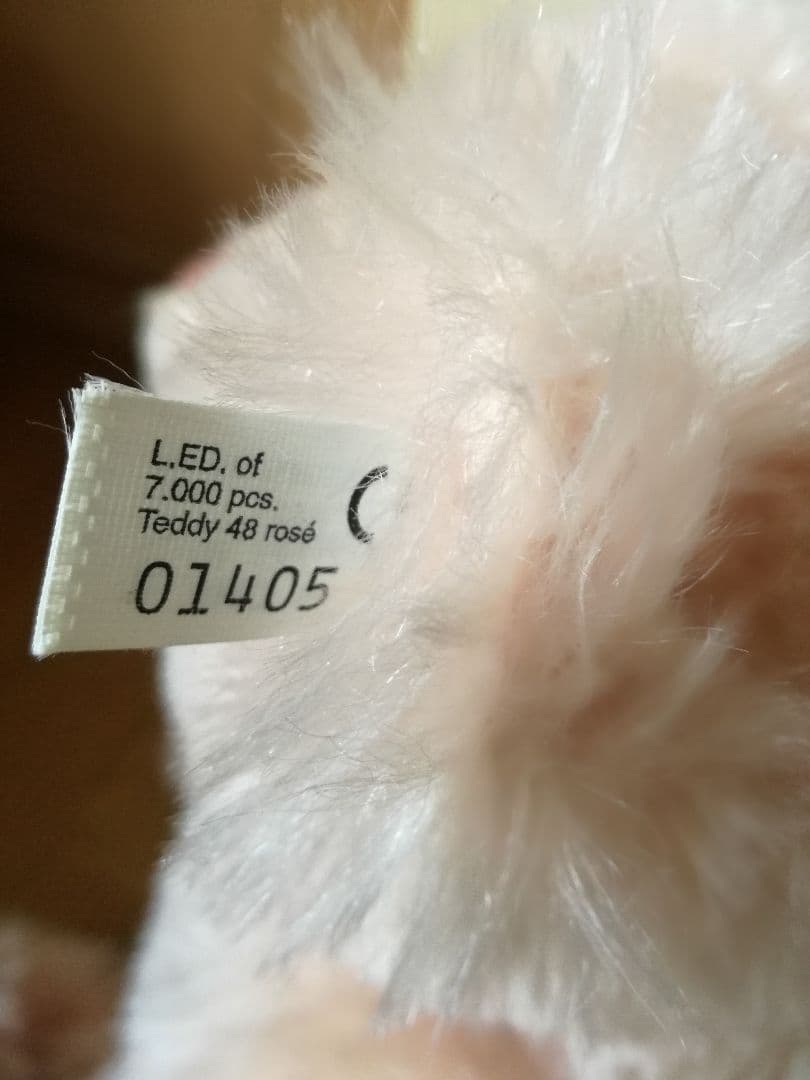 L.ED. of
7.000 pcs.
Teddy 48 rosé
01405